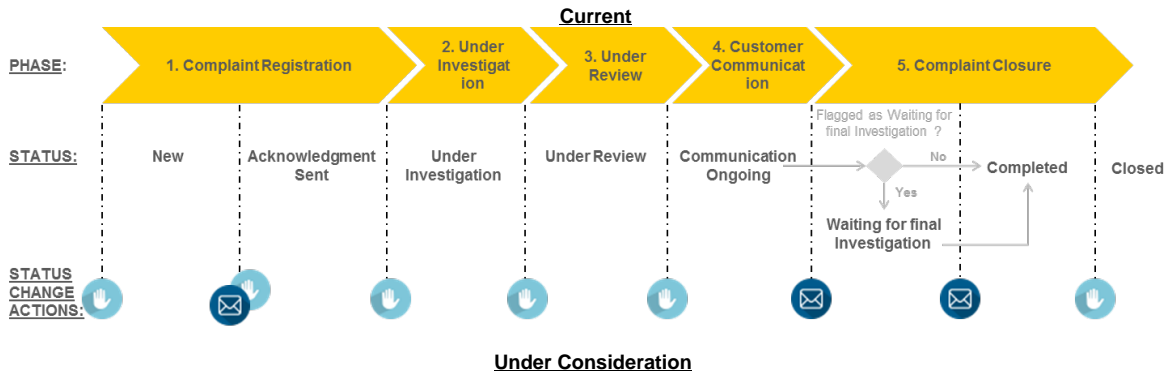 Current
PHASE:
1. Complaint Registration
2. Under
Investigat
ion
3. Under
Review
4. Customer
Communicat
ion
5. Complaint Closure
Flagged as Waiting for
final Investigation ?
STATUS:
New
Acknowledgment
Sent
Under
Investigation
Under Review
Communication
Ongoing
No
Completed
Closed
Yes
Waiting for final
Investigation
STATUS
CHANGE
ACTIONS:
Under Consideration